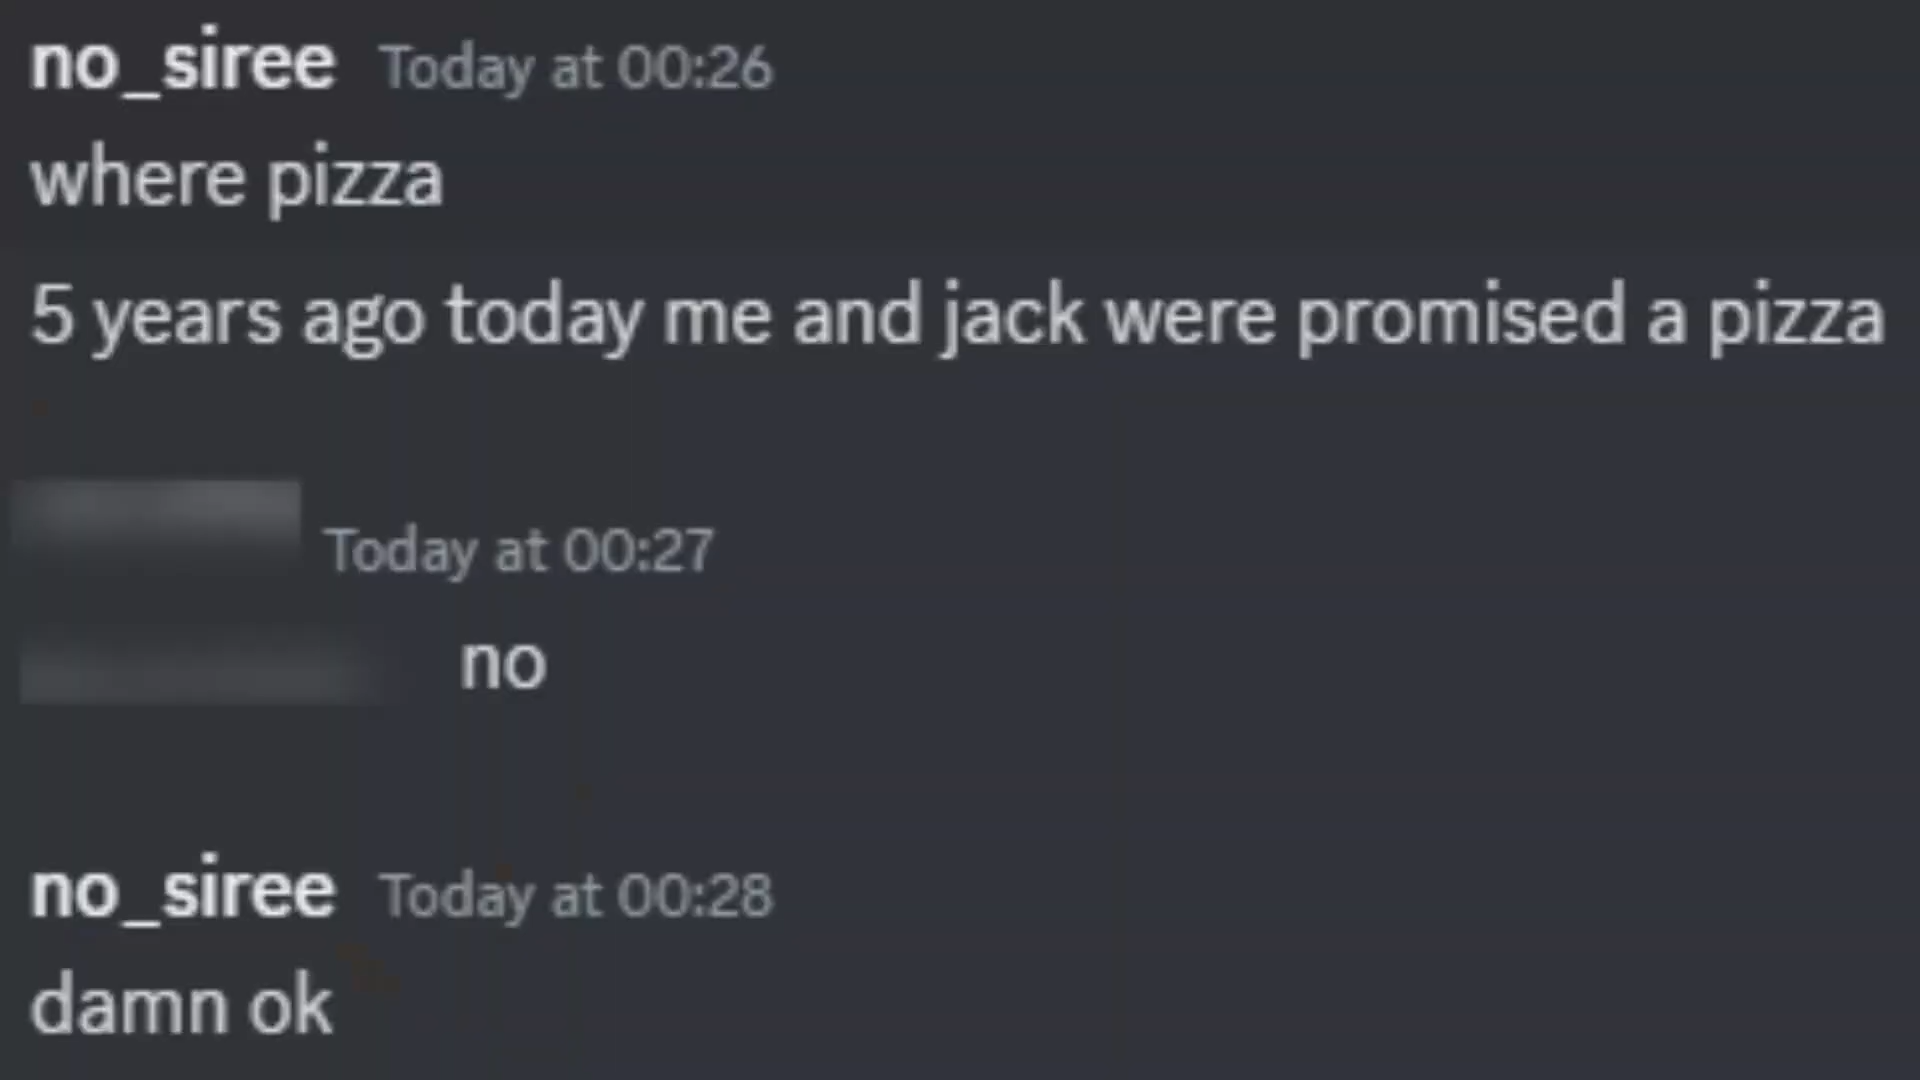 no_siree Today at 00:26
where pizza
5 years ago today me and jack were promised a pizza
Today at 00:27
no
no_siree Today at 00:28
damn ok